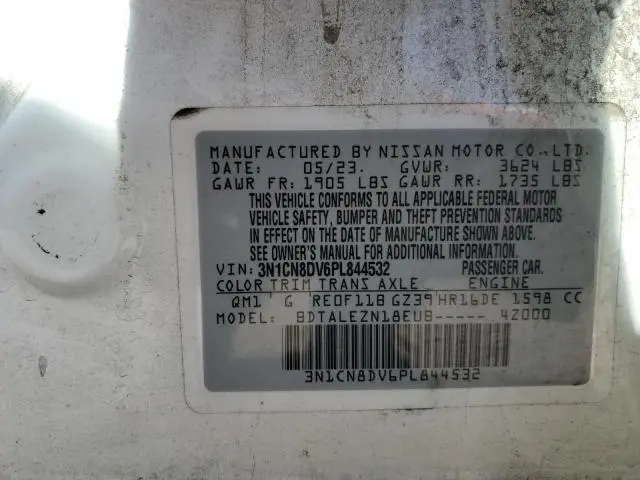 MANUFACTURED BY NISSAN MOTOR CO.,LTD.
DATE: 05/23. GVWR: 3624 LBS
GAWR FR: 1905 LBS GAWR RR: 1735 LBS
THIS VEHICLE CONFORMS TO ALL APPLICABLE FEDERAL MOTOR
VEHICLE SAFETY, BUMPER AND THEFT PREVENTION STANDARDS
IN EFFECT ON THE DATE OF MANUFACTURE SHOWN ABOVE.
SEE OWNER'S MANUAL FOR ADDITIONAL INFORMATION.
VIN: 3N1CN8DV6PL844532 PASSENGER CAR.
COLOR TRIM TRANS AXLE ENGINE
QM1 G RE0F11B GZ39 HR16DE 1598 CC
MODEL: BDTALEZN18EUB----- 42000
3N1CN8DV6PL844532